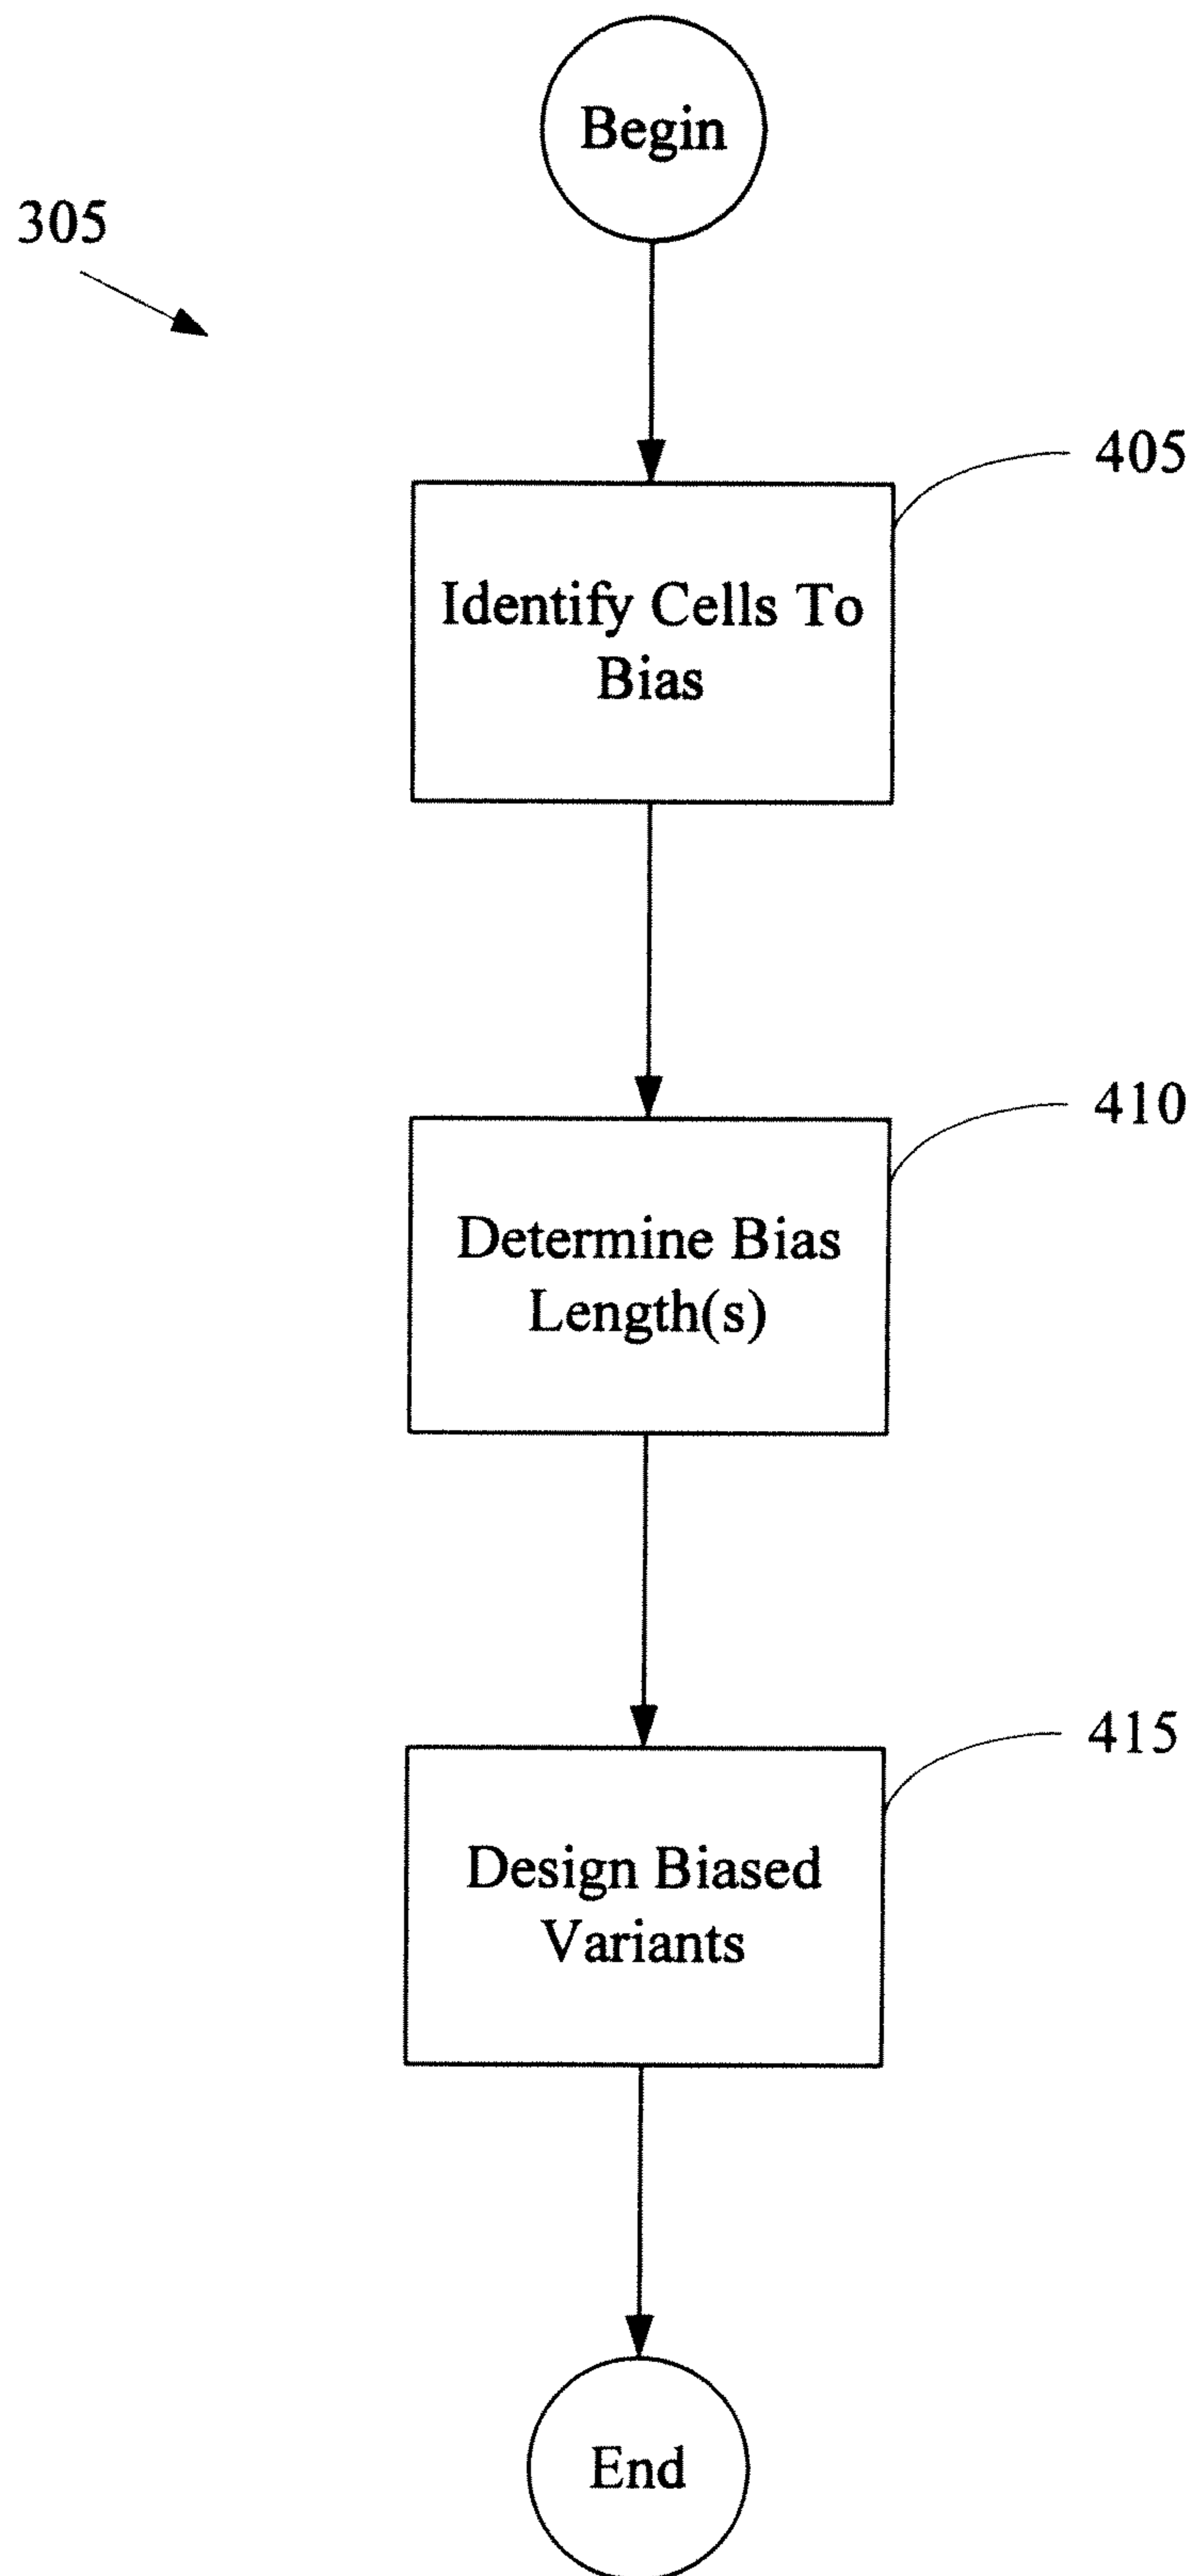 Begin
305
405
Identify Cells To
Bias
410
Determine Bias
Length(s)
415
Design Biased
Variants
End